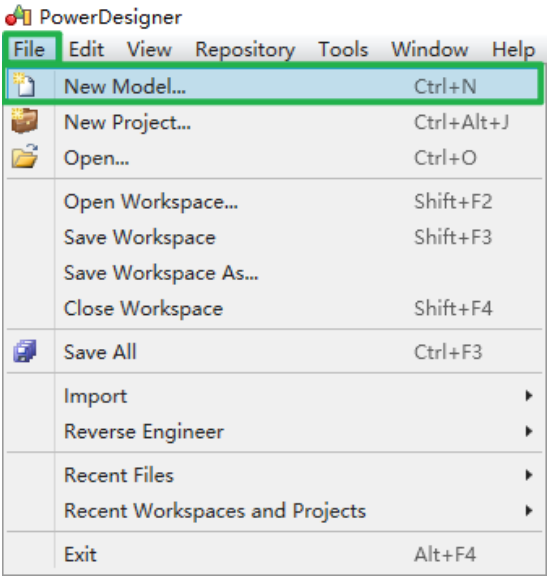 PowerDesigner
File Edit View Repository Tools Window Help
New Model... Ctrl+N
New Project... Ctrl+Alt+J
Open... Ctrl+O
Open Workspace... Shift+F2
Save Workspace Shift+F3
Save Workspace As...
Close Workspace Shift+F4
Save All Ctrl+F3
Import
Reverse Engineer
Recent Files
Recent Workspaces and Projects
Exit Alt+F4